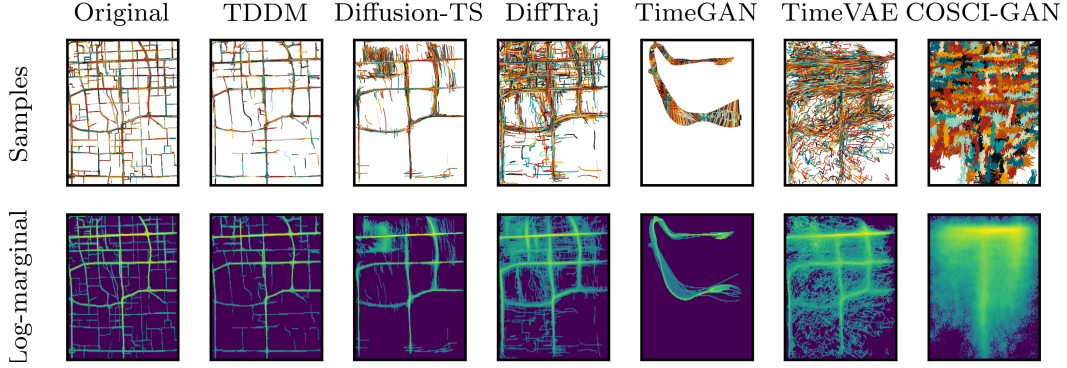 Original TDDM Diffusion-TS DiffTraj TimeGAN TimeVAE COSCI-GAN
Samples
Log-marginal